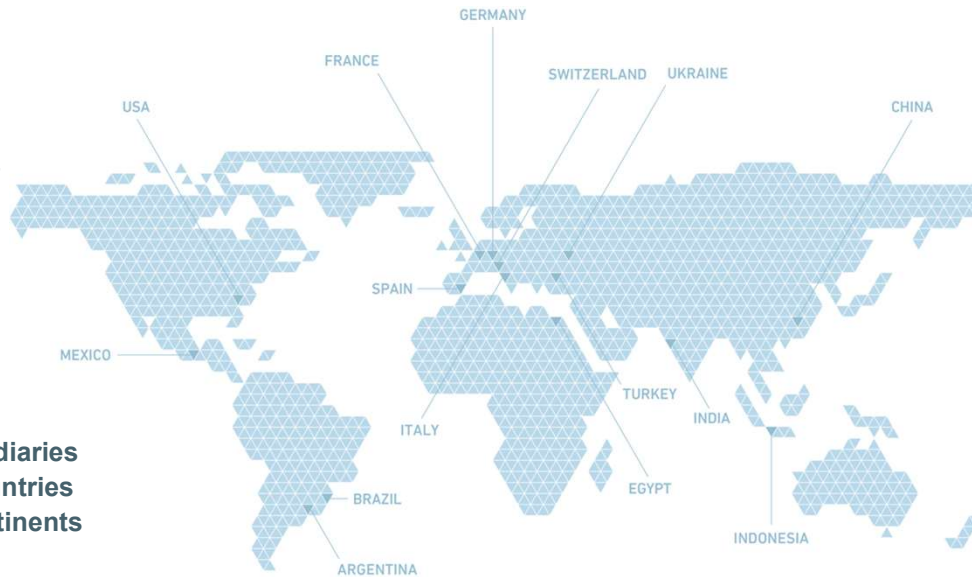 GERMANY
FRANCE
SWITZERLAND
UKRAINE
USA
CHINA
SPAIN
MEXICO
TURKEY
INDIA
ITALY
diaries
ntries
tinents
EGYPT
BRAZIL
INDONESIA
ARGENTINA